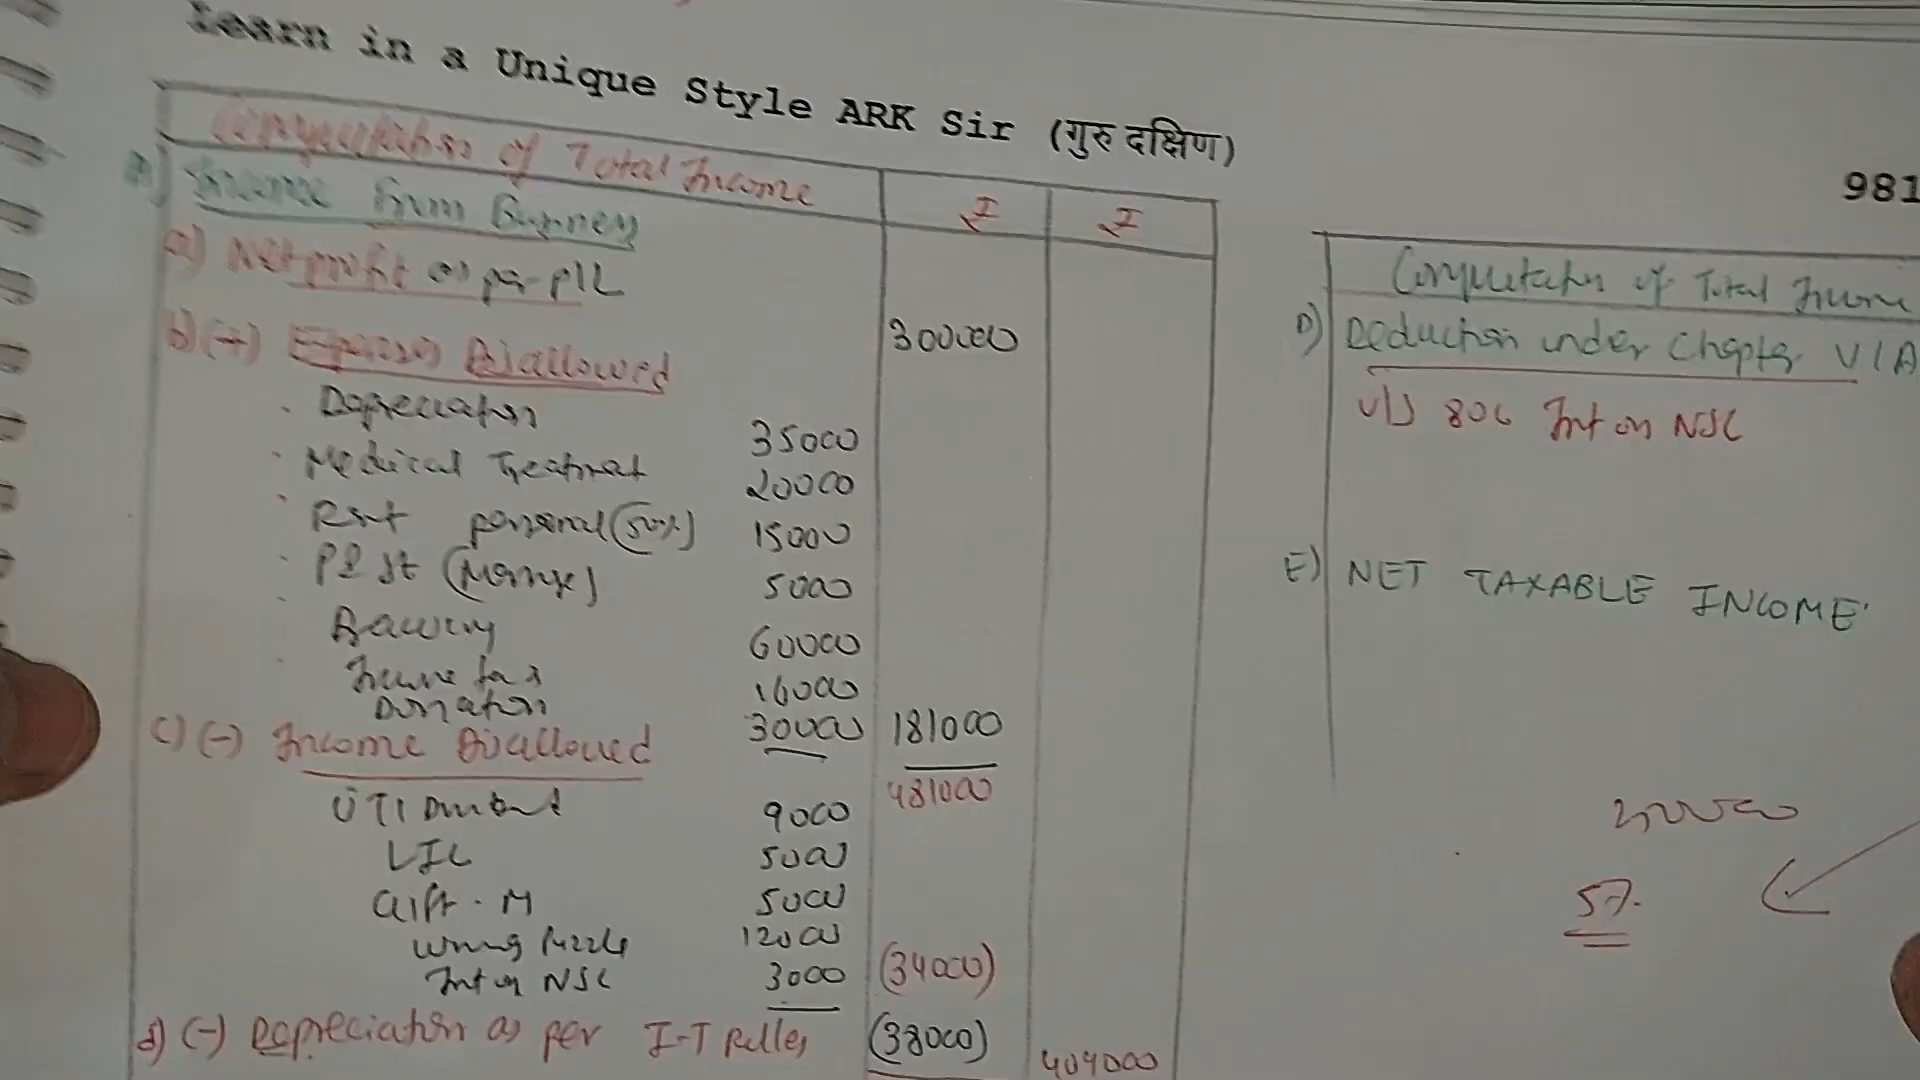 Learn in a Unique Style ARK Sir (गुरु दक्षिण)
981
Computation of Total Income ₹ ₹
A) Income from Business
a) Net profit as per P/L 300000
b) (+) Expenses Disallowed
Depreciation 35000
Medical Treatment 20000
Rent personal (50%) 15000
P2 St (Marriage) 5000
Drawing 60000
Income tax 16000
Donation 30000 181000
481000
c) (-) Income Disallowed
UTI Dividend 9000
LIC 5000
Gift - M 5000
Winning Puzzle 12000
Int on NSC 3000 (34000)
d) (-) Depreciation as per I-T Rules (38000) 409000
Computation of Total Income
D) Deduction under Chapter VIA
U/S 80C Int on NSC
E) NET TAXABLE INCOME
5%